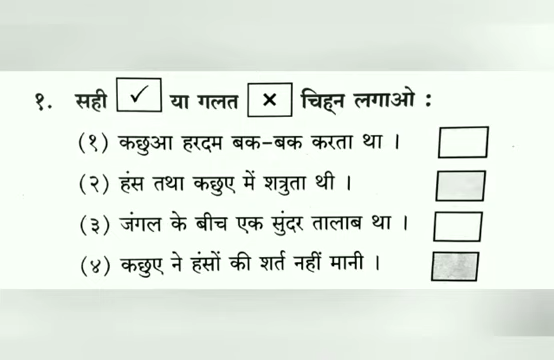 १. सही ✓ या गलत × चिह्न लगाओ :
(१) कछुआ हरदम बक-बक करता था ।
(२) हंस तथा कछुए में शत्रुता थी ।
(३) जंगल के बीच एक सुंदर तालाब था ।
(४) कछुए ने हंसों की शर्त नहीं मानी ।